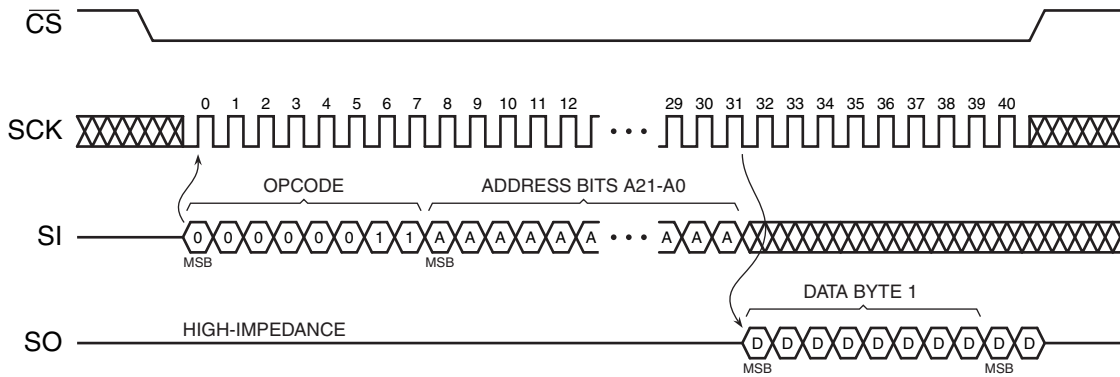 CS
0 1 2 3 4 5 6 7 8 9 10 11 12 29 30 31 32 33 34 35 36 37 38 39 40
SCK
OPCODE ADDRESS BITS A21-A0
SI 0 0 0 0 0 0 1 1 A A A A A A A A A
MSB MSB
DATA BYTE 1
HIGH-IMPEDANCE
SO D D D D D D D D D D
MSB MSB